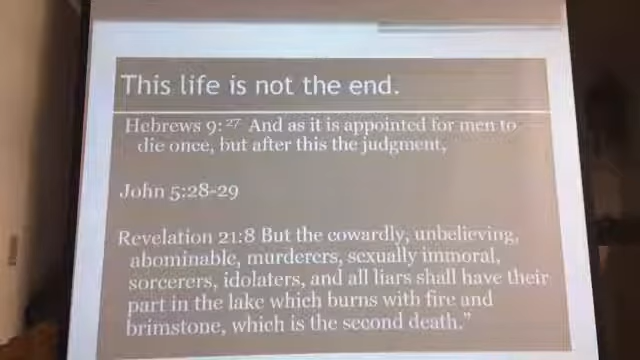 This life is not the end.
Hebrews 9: 27 And as it is appointed for men to
die once, but after this the judgment,
John 5:28-29
Revelation 21:8 But the cowardly, unbelieving,
abominable, murderers, sexually immoral,
sorcerers, idolaters, and all liars shall have their
part in the lake which burns with fire and
brimstone, which is the second death.”